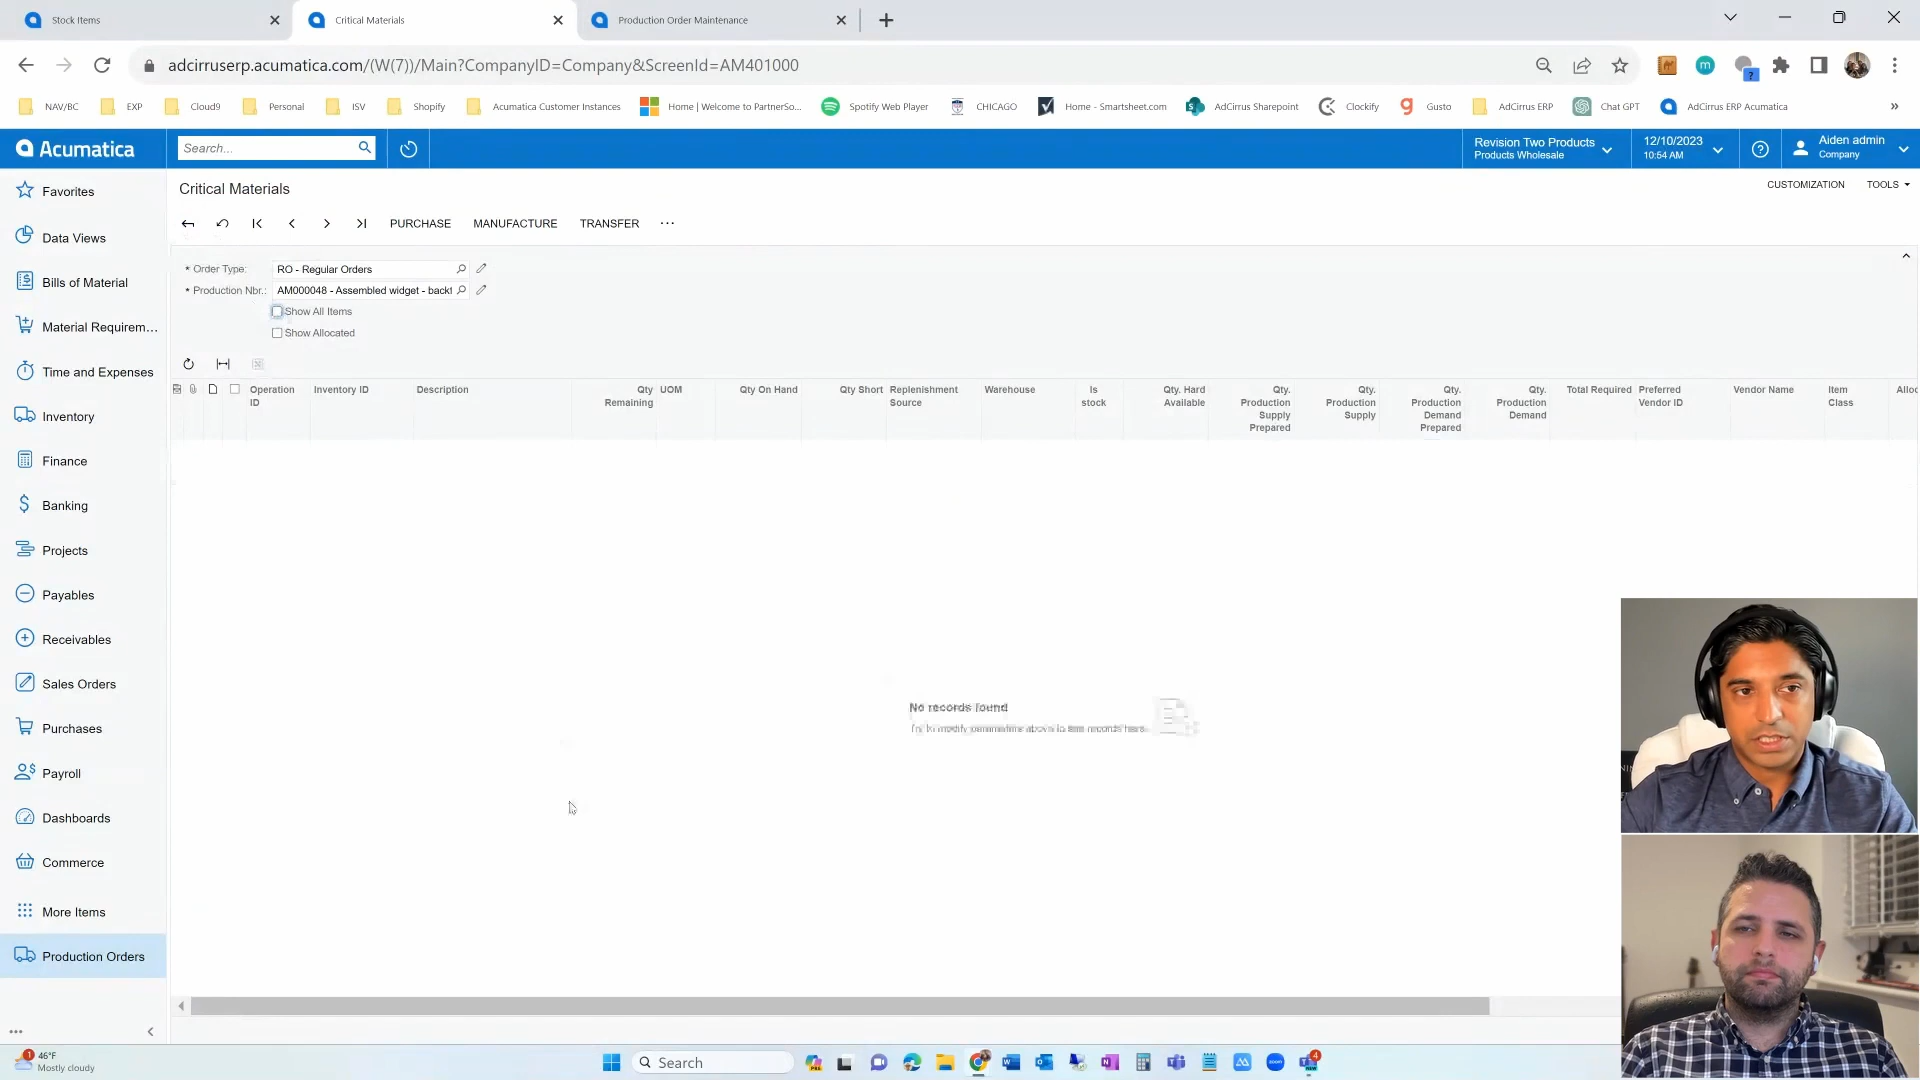 Stock Items
Critical Materials
Production Order Maintenance
adcirruserp.acumatica.com/(W(7))/Main?CompanyID=Company&ScreenId=AM401000
NAV/BC
EXP
Cloud9
Personal
ISV
Shopify
Acumatica Customer Instances
Home | Welcome to PartnerSo...
Spotify Web Player
CHICAGO
Home - Smartsheet.com
AdCirrus Sharepoint
Clockify
Gusto
AdCirrus ERP
Chat GPT
AdCirrus ERP Acumatica
Acumatica
Search...
Revision Two Products
Products Wholesale
12/10/2023
10:54 AM
Aiden admin
Company
Favorites
Data Views
Bills of Material
Material Requirem...
Time and Expenses
Inventory
Finance
Banking
Projects
Payables
Receivables
Sales Orders
Purchases
Payroll
Dashboards
Commerce
More Items
Production Orders
Critical Materials
CUSTOMIZATION
TOOLS
PURCHASE
MANUFACTURE
TRANSFER
* Order Type:
RO - Regular Orders
* Production Nbr.:
AM000048 - Assembled widget - backf
Show All Items
Show Allocated
Operation ID
Inventory ID
Description
Qty Remaining
UOM
Qty On Hand
Qty Short
Replenishment Source
Warehouse
Is stock
Qty. Hard Available
Qty. Production Supply Prepared
Qty. Production Supply
Qty. Production Demand Prepared
Qty. Production Demand
Total Required
Preferred Vendor ID
Vendor Name
Item Class
Alloc
No records found
46°F
Mostly cloudy
Search